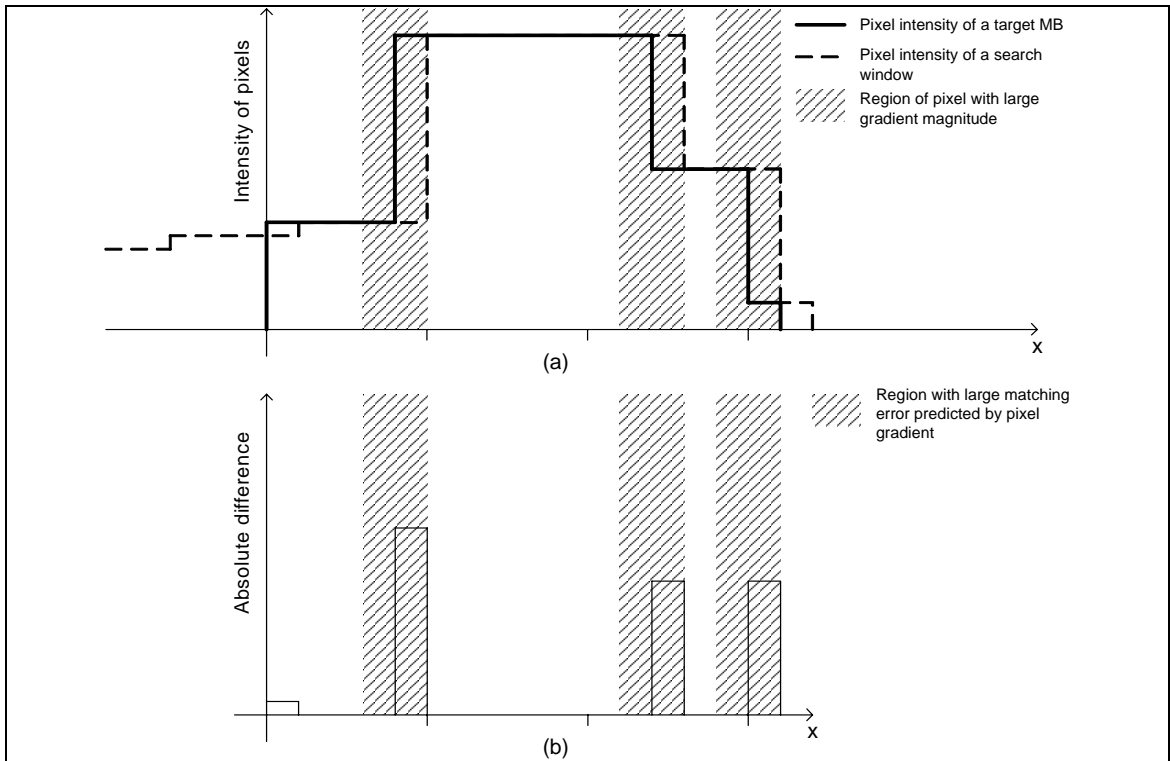 Intensity of pixels
Pixel intensity of a target MB
Pixel intensity of a search
window
Region of pixel with large
gradient magnitude
x
(a)
Absolute difference
Region with large matching
error predicted by pixel
gradient
x
(b)